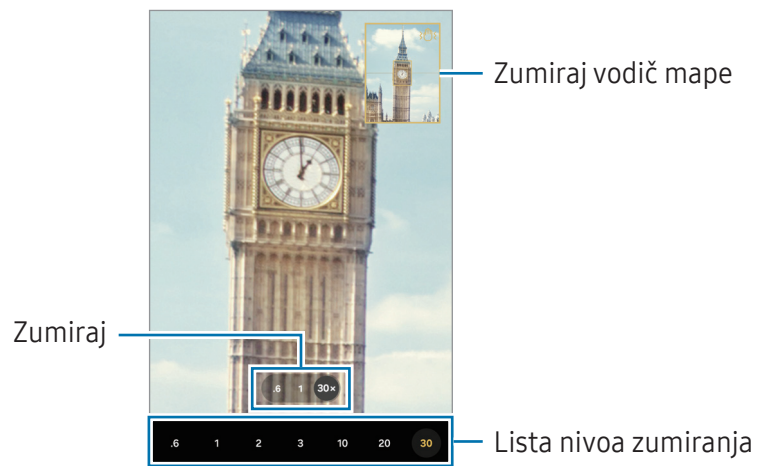 Zumiraj vodič mape
Zumiraj
.6 1 30×
.6 1 2 3 10 20 30
Lista nivoa zumiranja